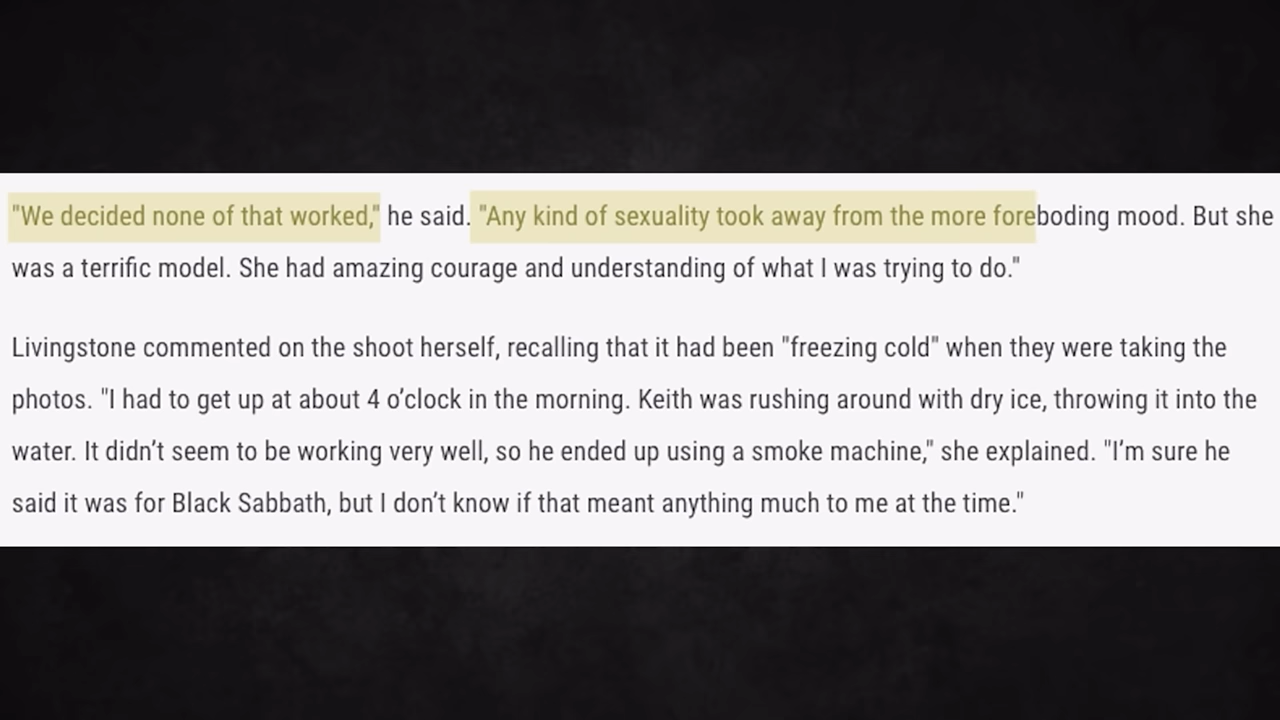 "We decided none of that worked," he said. "Any kind of sexuality took away from the more foreboding mood. But she
was a terrific model. She had amazing courage and understanding of what I was trying to do."
Livingstone commented on the shoot herself, recalling that it had been "freezing cold" when they were taking the
photos. "I had to get up at about 4 o’clock in the morning. Keith was rushing around with dry ice, throwing it into the
water. It didn’t seem to be working very well, so he ended up using a smoke machine," she explained. "I’m sure he
said it was for Black Sabbath, but I don’t know if that meant anything much to me at the time."